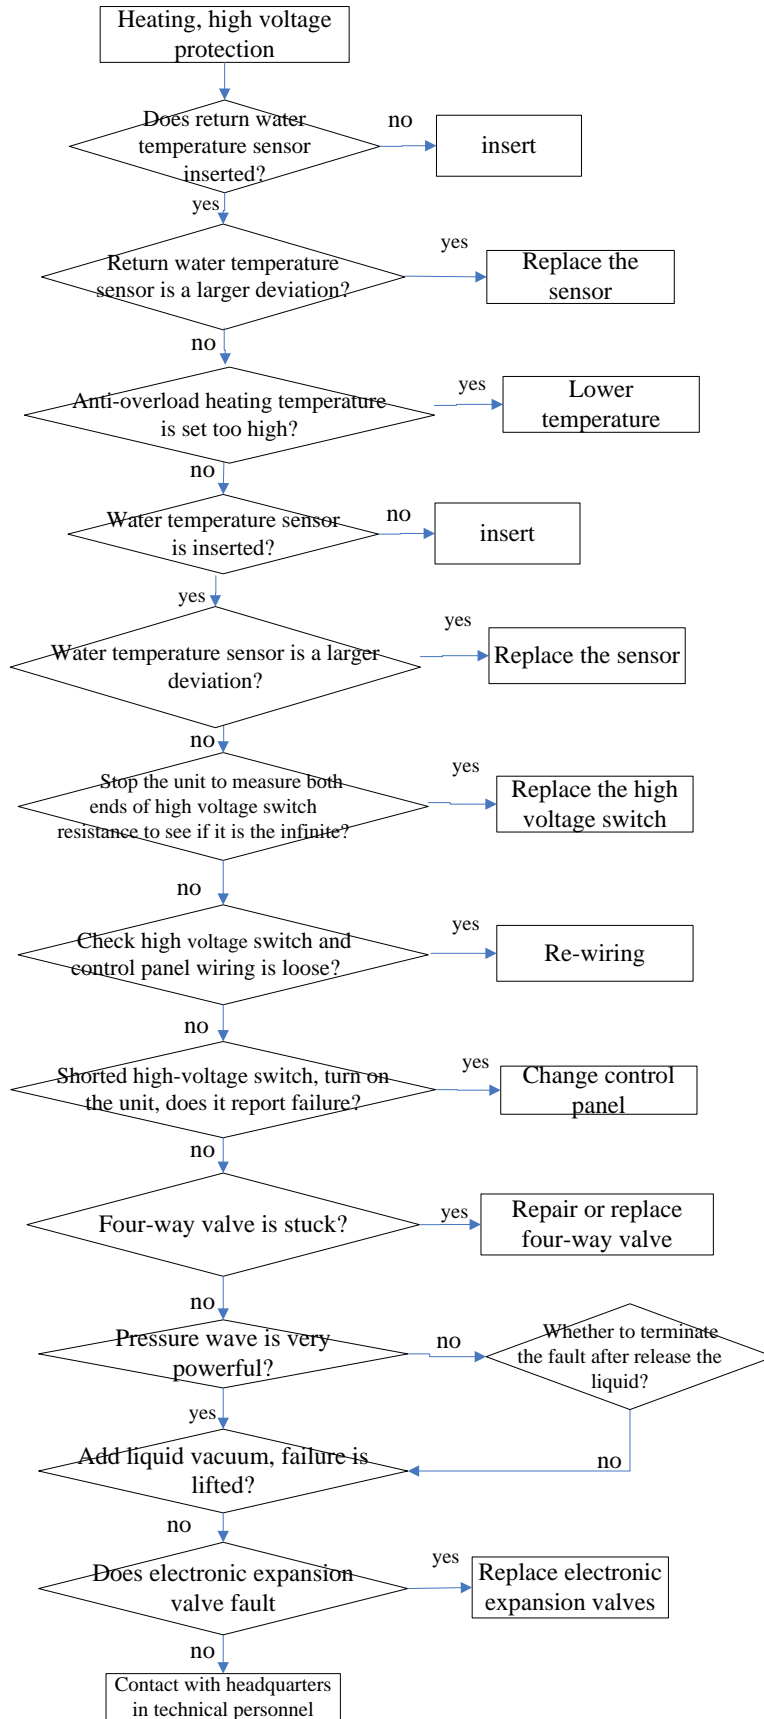 Heating, high voltage
protection
Does return water
temperature sensor
inserted?
no
insert
yes
Return water temperature
sensor is a larger deviation?
yes
Replace the
sensor
no
Anti-overload heating temperature
is set too high?
yes
Lower
temperature
no
Water temperature sensor
is inserted?
no
insert
yes
Water temperature sensor is a larger
deviation?
yes
Replace the sensor
no
Stop the unit to measure both
ends of high voltage switch
resistance to see if it is the infinite?
yes
Replace the high
voltage switch
no
Check high voltage switch and
control panel wiring is loose?
yes
Re-wiring
no
Shorted high-voltage switch, turn on
the unit, does it report failure?
yes
Change control
panel
no
Four-way valve is stuck?
yes
Repair or replace
four-way valve
no
Pressure wave is very
powerful?
no
Whether to terminate
the fault after release the
liquid?
yes
no
Add liquid vacuum, failure is
lifted?
no
Does electronic expansion
valve fault
yes
Replace electronic
expansion valves
no
Contact with headquarters
in technical personnel